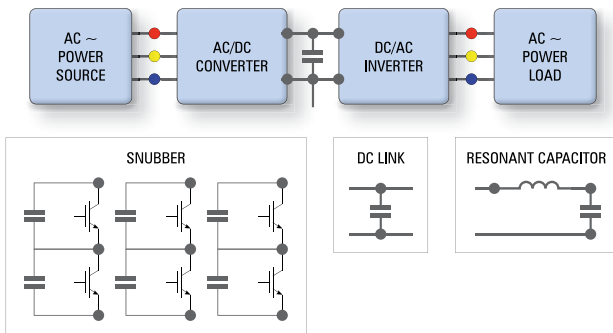 AC ~
POWER
SOURCE
AC/DC
CONVERTER
DC/AC
INVERTER
AC ~
POWER
LOAD
SNUBBER
DC LINK
RESONANT CAPACITOR